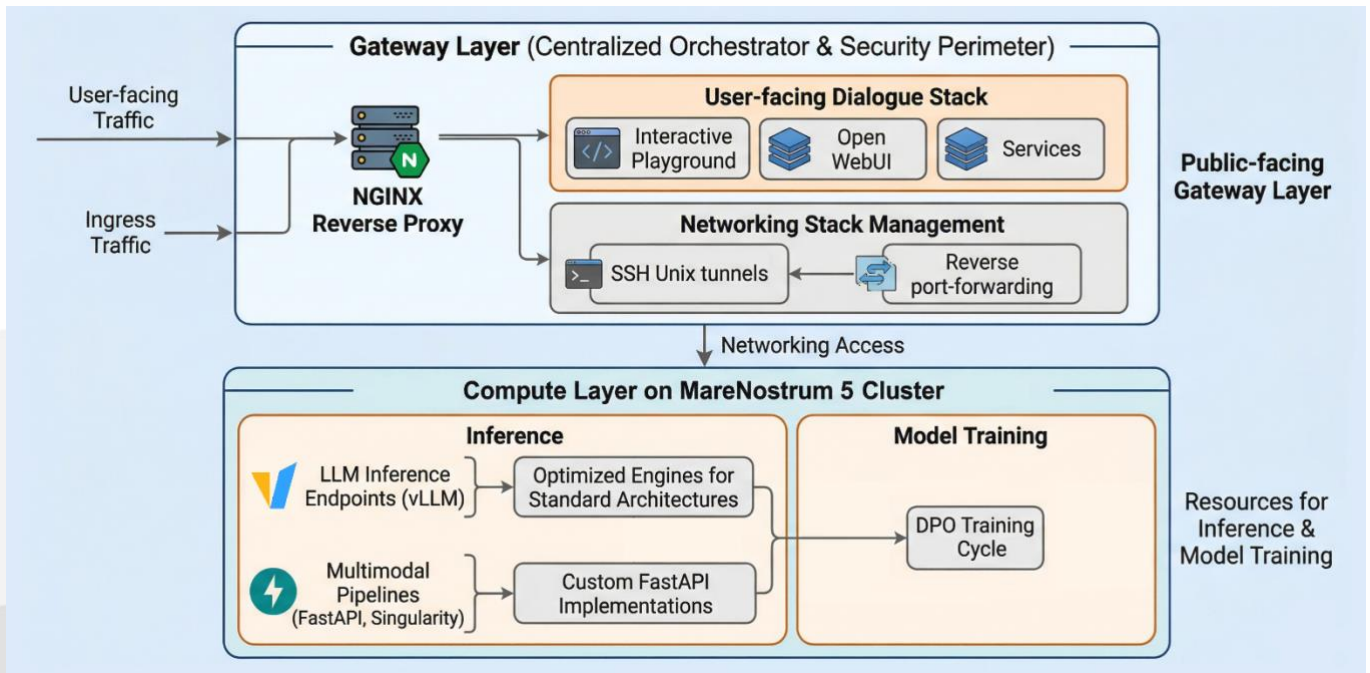 Gateway Layer (Centralized Orchestrator & Security Perimeter)
User-facing
Traffic
Ingress
Traffic
N
NGINX
Reverse Proxy
User-facing Dialogue Stack
Interactive
Playground
Open
WebUI
Services
Networking Stack Management
SSH Unix tunnels
Reverse
port-forwarding
Public-facing
Gateway Layer
Networking Access
Compute Layer on MareNostrum 5 Cluster
Inference
LLM Inference
Endpoints (vLLM)
Optimized Engines for
Standard Architectures
Multimodal
Pipelines
(FastAPI, Singularity)
Custom FastAPI
Implementations
Model Training
DPO Training
Cycle
Resources for
Inference &
Model Training